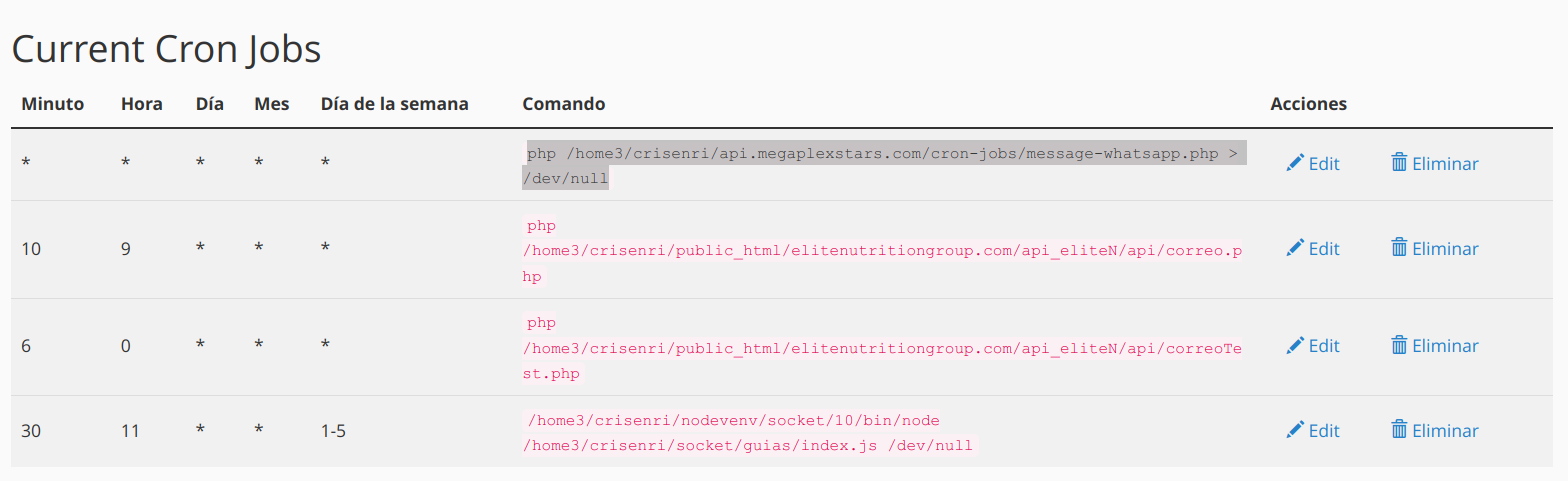 Current Cron Jobs
Minuto Hora Día Mes Día de la semana Comando Acciones
* * * * * php /home3/crisenri/api.megaplexstars.com/cron-jobs/message-whatsapp.php > Edit Eliminar
/dev/null
php
10 9 * * * /home3/crisenri/public_html/elitenutritiongroup.com/api_eliteN/api/correo.p Edit Eliminar
hp
php
6 0 * * * /home3/crisenri/public_html/elitenutritiongroup.com/api_eliteN/api/correoTe Edit Eliminar
st.php
30 11 * * 1-5 /home3/crisenri/nodevenv/socket/10/bin/node Edit Eliminar
/home3/crisenri/socket/guias/index.js /dev/null